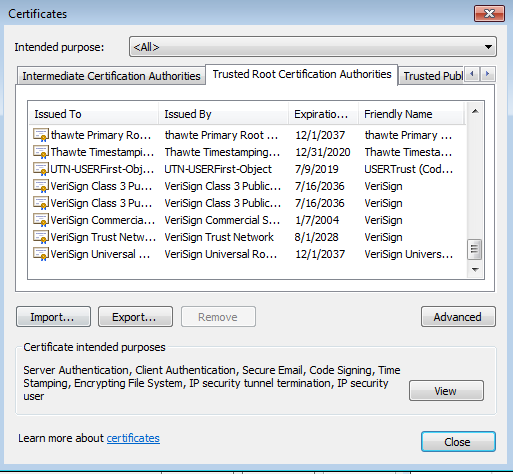 Certificates
Intended purpose: <All>
Intermediate Certification Authorities Trusted Root Certification Authorities Trusted Publ
Issued To Issued By Expiratio... Friendly Name
thawte Primary Ro... thawte Primary Root ... 12/1/2037 thawte Primary ...
Thawte Timestampi... Thawte Timestamping... 12/31/2020 Thawte Timesta...
UTN-USERFirst-Object UTN-USERFirst-Object 7/9/2019 USERTrust (Cod...
VeriSign Class 3 Pu... VeriSign Class 3 Public... 7/16/2036 VeriSign
VeriSign Class 3 Pu... VeriSign Class 3 Public... 7/16/2036 VeriSign
VeriSign Commercia... VeriSign Commercial S... 1/7/2004 VeriSign
VeriSign Trust Netw... VeriSign Trust Network 8/1/2028 VeriSign
VeriSign Universal ... VeriSign Universal Ro... 12/1/2037 VeriSign Univers...
Import... Export... Remove Advanced
Certificate intended purposes
Server Authentication, Client Authentication, Secure Email, Code Signing, Time
Stamping, Encrypting File System, IP security tunnel termination, IP security
user
View
Learn more about certificates
Close